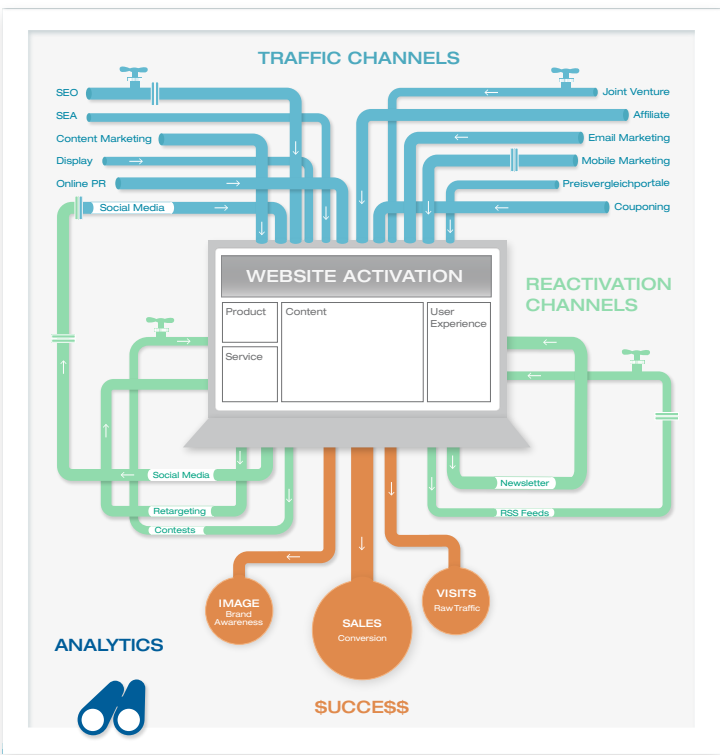 TRAFFIC CHANNELS
SEO
SEA
Content Marketing
Display
Online PR
Social Media
Joint Venture
Affiliate
Email Marketing
Mobile Marketing
Preisvergleichportale
Couponing
WEBSITE ACTIVATION
Product
Service
Content
User
Experience
REACTIVATION
CHANNELS
Social Media
Retargeting
Contests
Newsletter
RSS Feeds
IMAGE
Brand
Awareness
SALES
Conversion
VISITS
Raw Traffic
ANALYTICS
$UCCE$$